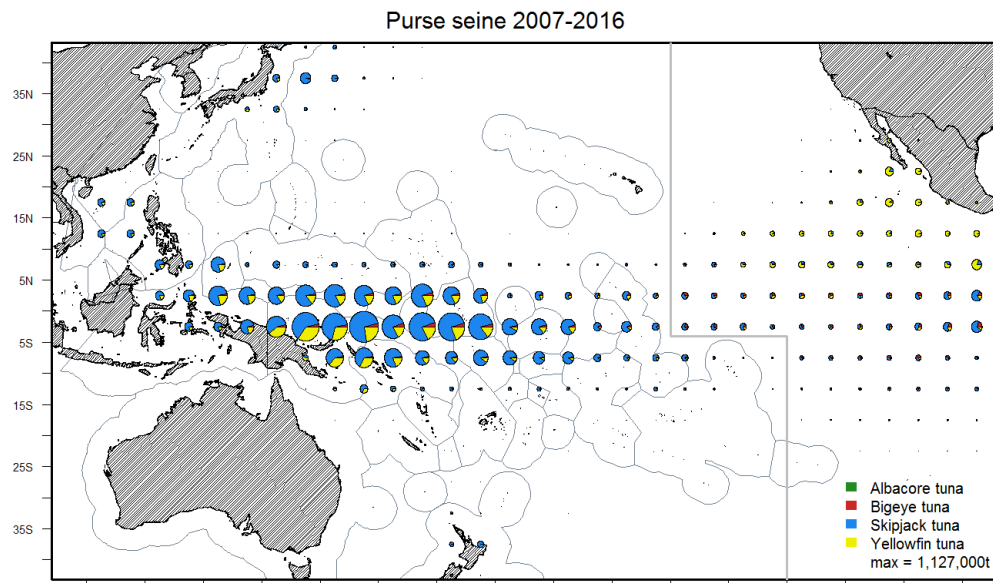 Purse seine 2007-2016
35N
25N
15N
5N
5S
15S
25S
35S
Albacore tuna
Bigeye tuna
Skipjack tuna
Yellowfin tuna
max = 1,127,000t